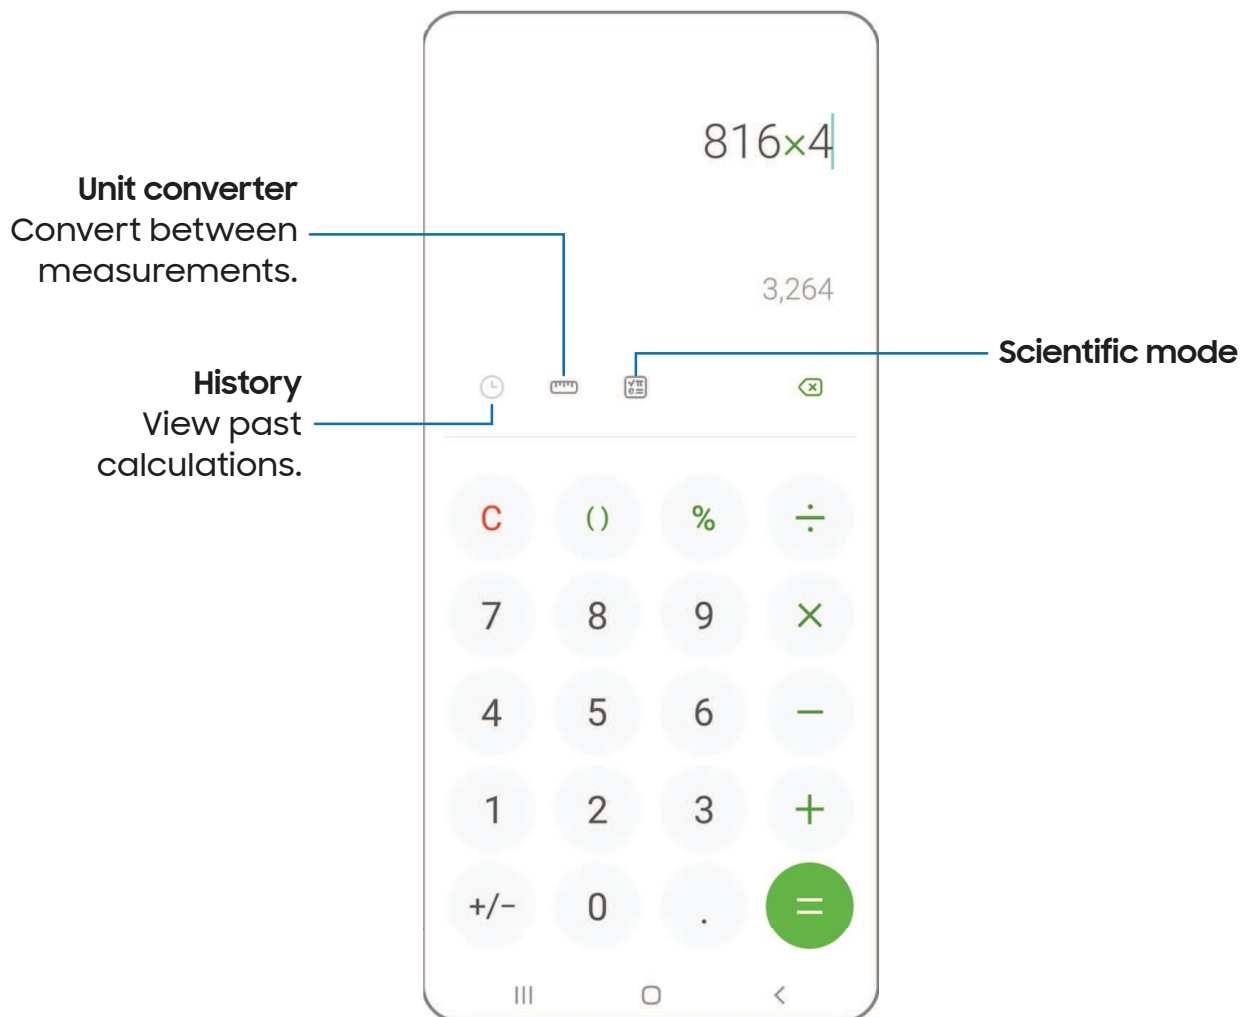 816×4
Unit converter
Convert between
measurements.
3,264
Scientific mode
History
View past
calculations.
√π
e=
C () % ÷
7 8 9 ×
4 5 6 −
1 2 3 +
+/− 0 . =